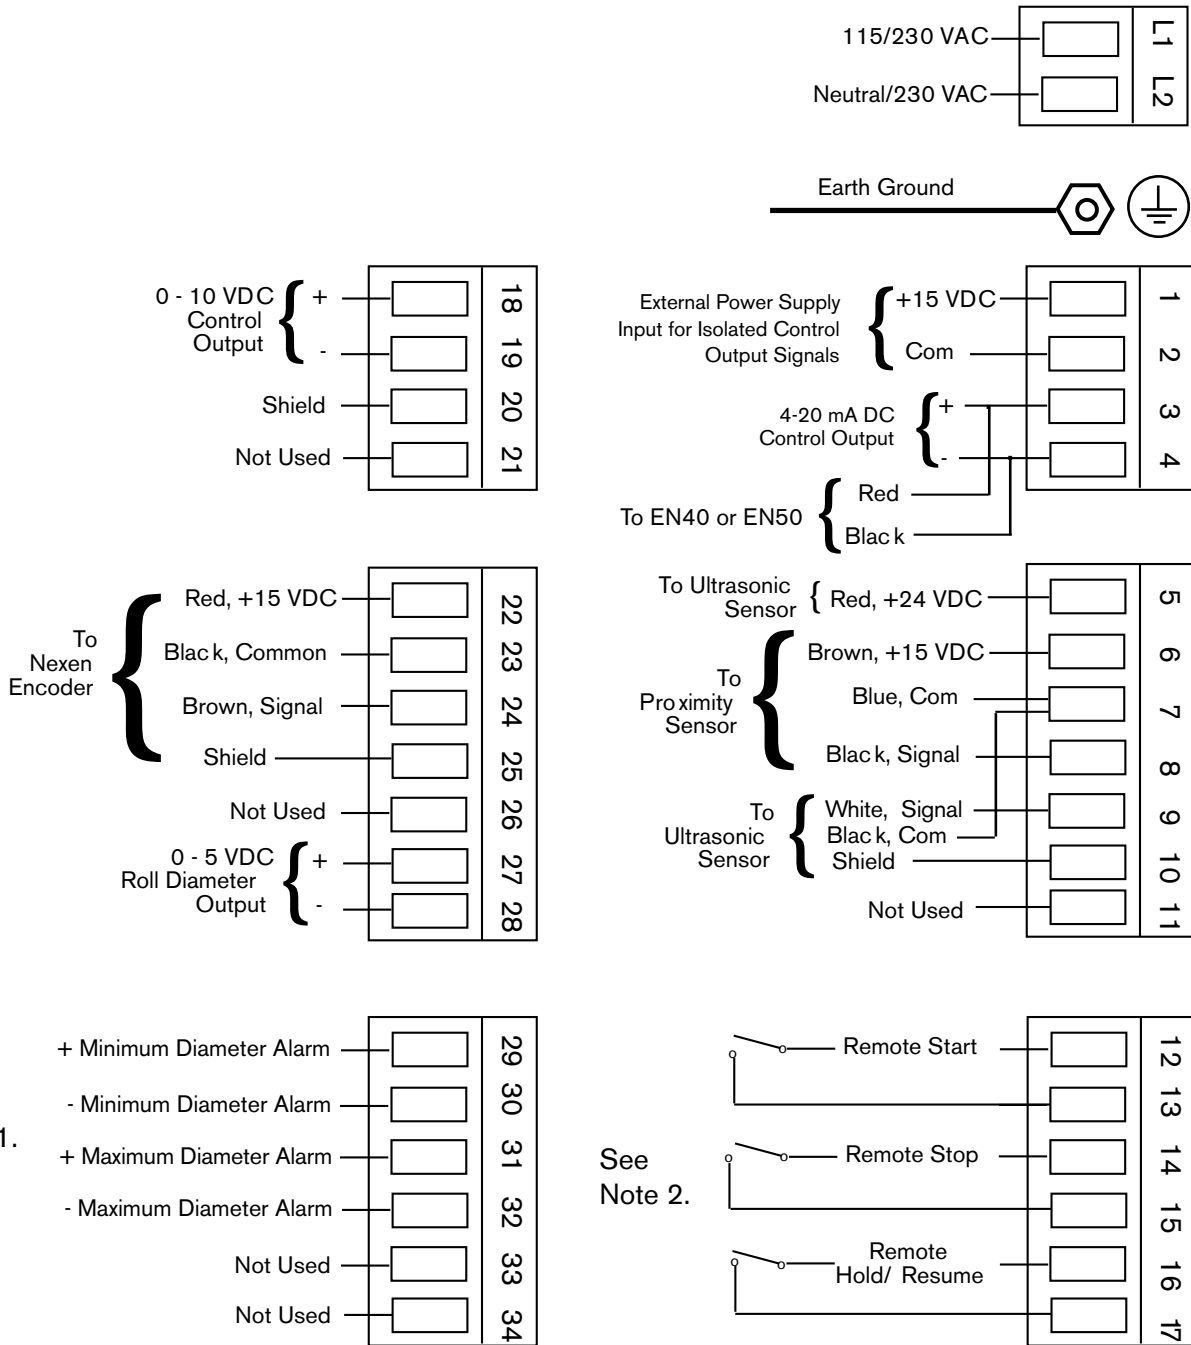 115/230 VAC
L1
Neutral/230 VAC
L2
Earth Ground
0 - 10 VDC
Control
Output
+
-
Shield
Not Used
18
19
20
21
External Power Supply
Input for Isolated Control
Output Signals
+15 VDC
Com
4-20 mA DC
Control Output
+
-
To EN40 or EN50
Red
Black
1
2
3
4
To
Nexen
Encoder
Red, +15 VDC
Black, Common
Brown, Signal
Shield
Not Used
0 - 5 VDC
Roll Diameter
Output
+
-
22
23
24
25
26
27
28
To Ultrasonic
Sensor
Red, +24 VDC
To
Proximity
Sensor
Brown, +15 VDC
Blue, Com
Black, Signal
To
Ultrasonic
Sensor
White, Signal
Black, Com
Shield
Not Used
5
6
7
8
9
10
11
1.
+ Minimum Diameter Alarm
- Minimum Diameter Alarm
+ Maximum Diameter Alarm
- Maximum Diameter Alarm
Not Used
Not Used
29
30
31
32
33
34
See
Note 2.
Remote Start
Remote Stop
Remote
Hold/ Resume
12
13
14
15
16
17